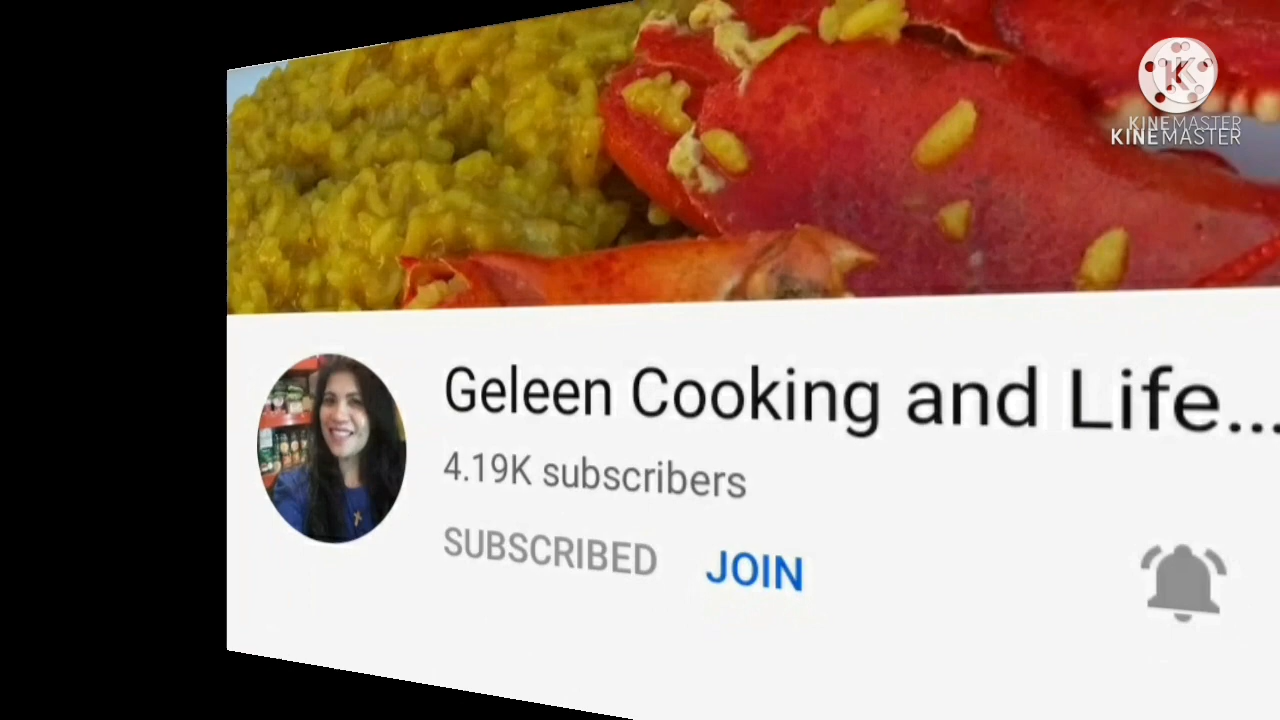 KINEMASTER
KINEMASTER
Geleen Cooking and Life...
4.19K subscribers
SUBSCRIBED JOIN